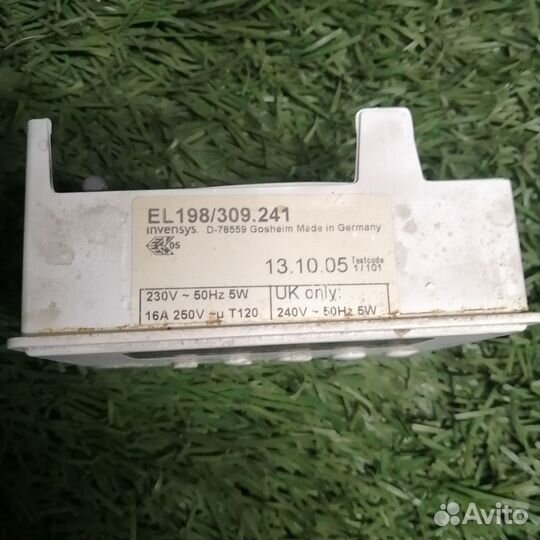 EL198/309.241
invensys D-78559 Gosheim Made in Germany
05
13.10.05 Testcode 1/101
230V ~ 50Hz 5W
16A 250V ~µ T120
UK only:
240V ~ 50Hz 5W
Avito